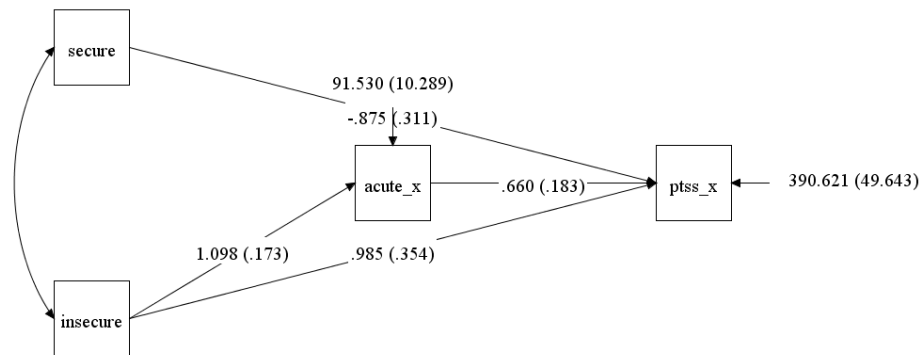 secure
91.530 (10.289)
-.875 (.311)
acute_x
.660 (.183)
ptss_x
390.621 (49.643)
1.098 (.173)
.985 (.354)
insecure